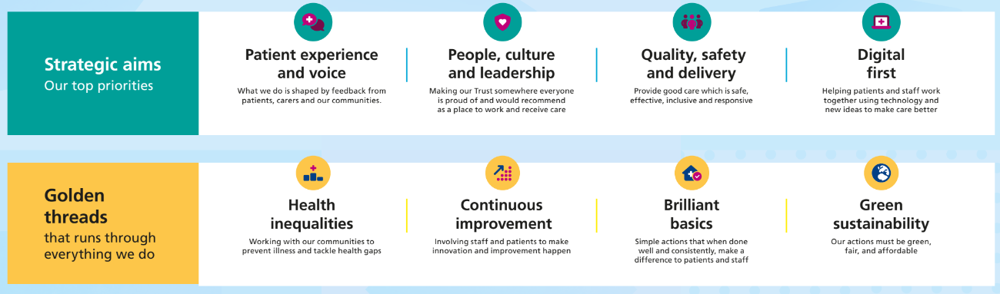 Strategic aims
Our top priorities
Patient experience
and voice
What we do is shaped by feedback from
patients, carers and our communities.
People, culture
and leadership
Making our Trust somewhere everyone
is proud of and would recommend
as a place to work and receive care
Quality, safety
and delivery
Provide good care which is safe,
effective, inclusive and responsive
Digital
first
Helping patients and staff work
together using technology and
new ideas to make care better
Golden
threads
that runs through
everything we do
Health
inequalities
Working with our communities to
prevent illness and tackle health gaps
Continuous
improvement
Involving staff and patients to make
innovation and improvement happen
Brilliant
basics
Simple actions that when done
well and consistently, make a
difference to patients and staff
Green
sustainability
Our actions must be green,
fair, and affordable